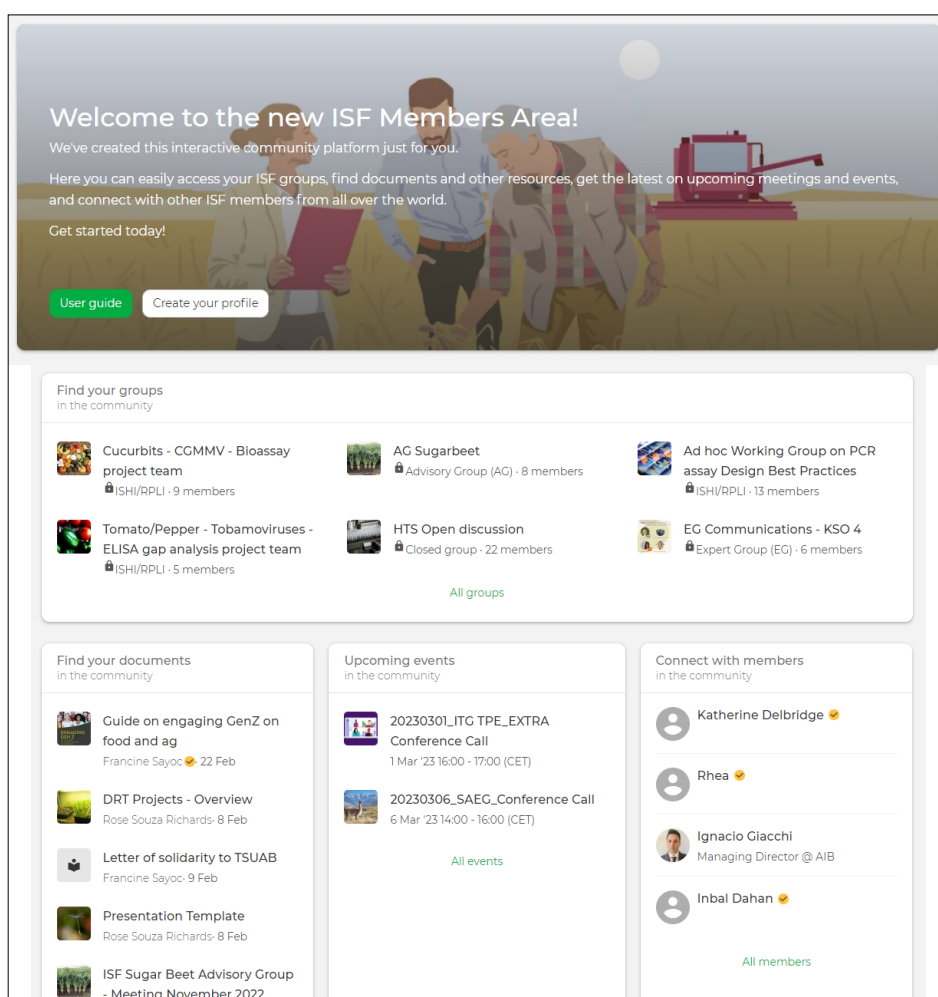 Welcome to the new ISF Members Area!
We've created this interactive community platform just for you.
Here you can easily access your ISF groups, find documents and other resources, get the latest on upcoming meetings and events,
and connect with other ISF members from all over the world.
Get started today!
User guide
Create your profile
Find your groups
in the community
Cucurbits - CGMMV - Bioassay
project team
ISHI/RPLI · 9 members
AG Sugarbeet
Advisory Group (AG) · 8 members
Ad hoc Working Group on PCR
assay Design Best Practices
ISHI/RPLI · 13 members
Tomato/Pepper - Tobamoviruses -
ELISA gap analysis project team
ISHI/RPLI · 5 members
HTS Open discussion
Closed group · 22 members
EG Communications - KSO 4
Expert Group (EG) · 6 members
All groups
Find your documents
in the community
Guide on engaging GenZ on
food and ag
Francine Sayoc · 22 Feb
DRT Projects - Overview
Rose Souza Richards · 8 Feb
Letter of solidarity to TSUAB
Francine Sayoc · 9 Feb
Presentation Template
Rose Souza Richards · 8 Feb
ISF Sugar Beet Advisory Group
- Meeting November 2022
Upcoming events
in the community
20230301_ITG TPE_EXTRA
Conference Call
1 Mar '23 16:00 - 17:00 (CET)
20230306_SAEG_Conference Call
6 Mar '23 14:00 - 16:00 (CET)
All events
Connect with members
in the community
Katherine Delbridge
Rhea
Ignacio Giacchi
Managing Director @ AIB
Inbal Dahan
All members